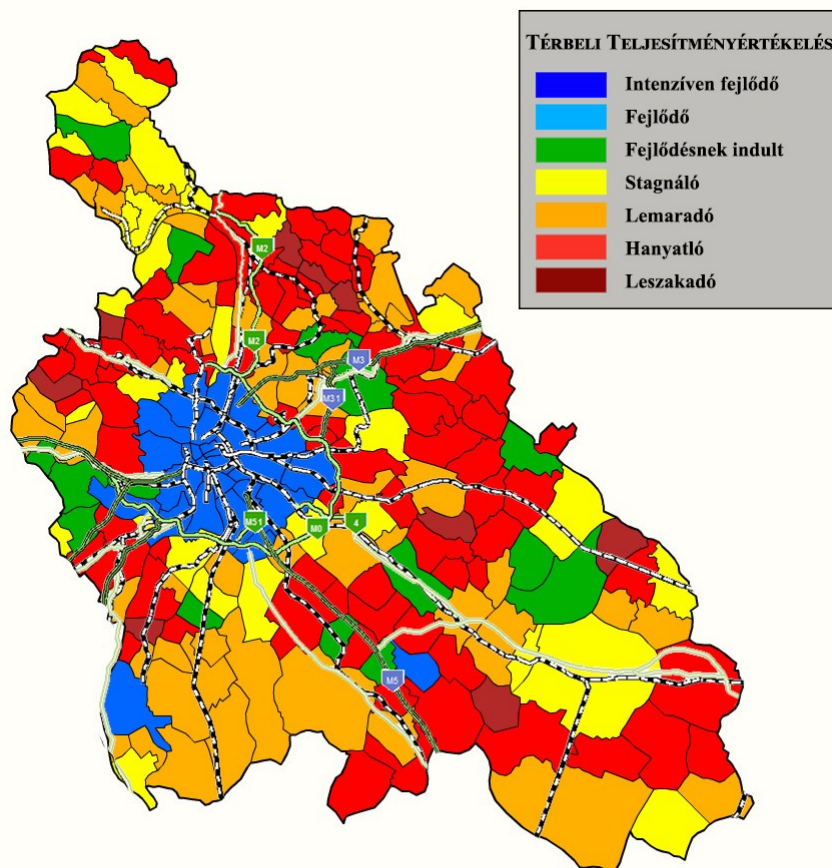 TÉRBELI TELJESÍTMÉNYÉRTÉKELÉS
Intenzíven fejlődő
Fejlődő
Fejlődésnek indult
Stagnáló
Lemaradó
Hanyatló
Leszakadó
M2
M2
M3
M31
M51
M0
4
M5